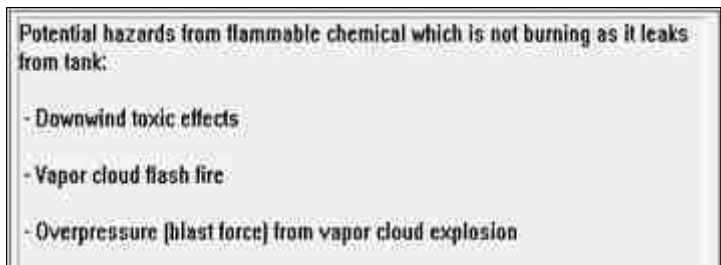 Potential hazards from flammable chemical which is not burning as it leaks
from tank:
- Downwind toxic effects
- Vapor cloud flash fire
- Overpressure (blast force) from vapor cloud explosion